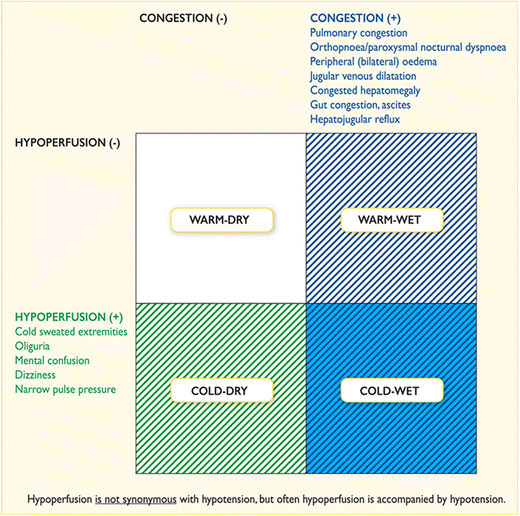 CONGESTION (-)
CONGESTION (+)
Pulmonary congestion
Orthopnoea/paroxysmal nocturnal dyspnoea
Peripheral (bilateral) oedema
Jugular venous dilatation
Congested hepatomegaly
Gut congestion, ascites
Hepatojugular reflux
HYPOPERFUSION (-)
WARM-DRY
WARM-WET
HYPOPERFUSION (+)
Cold sweated extremities
Oliguria
Mental confusion
Dizziness
Narrow pulse pressure
COLD-DRY
COLD-WET
Hypoperfusion is not synonymous with hypotension, but often hypoperfusion is accompanied by hypotension.